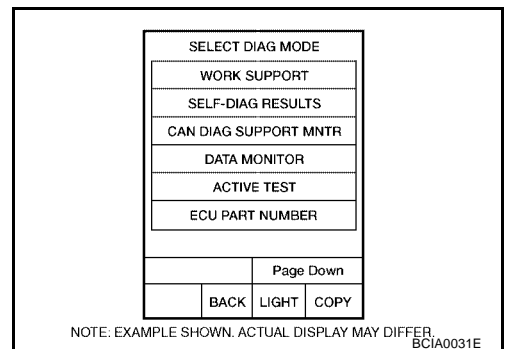 SELECT DIAG MODE
WORK SUPPORT
SELF-DIAG RESULTS
CAN DIAG SUPPORT MNTR
DATA MONITOR
ACTIVE TEST
ECU PART NUMBER
Page Down
BACK LIGHT COPY
NOTE: EXAMPLE SHOWN. ACTUAL DISPLAY MAY DIFFER.
BCIA0031E